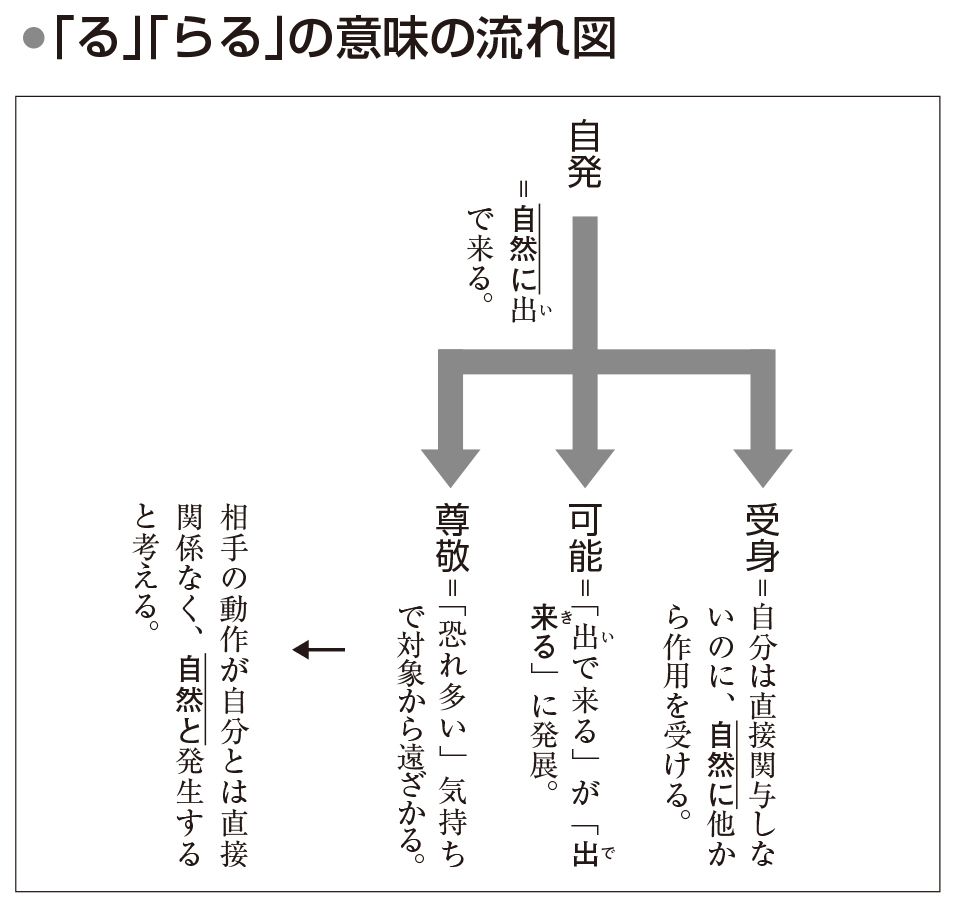 ●「る」「らる」の意味の流れ図
自発
=自然に出
で来る。
い
受身=自分は直接関与しな
いのに、自然に他か
ら作用を受ける。
可能=「出で来る」が「出
い
で
来る」に発展。
き
尊敬=「恐れ多い」気持ち
で対象から遠ざかる。
相手の動作が自分とは直接
関係なく、自然と発生する
と考える。